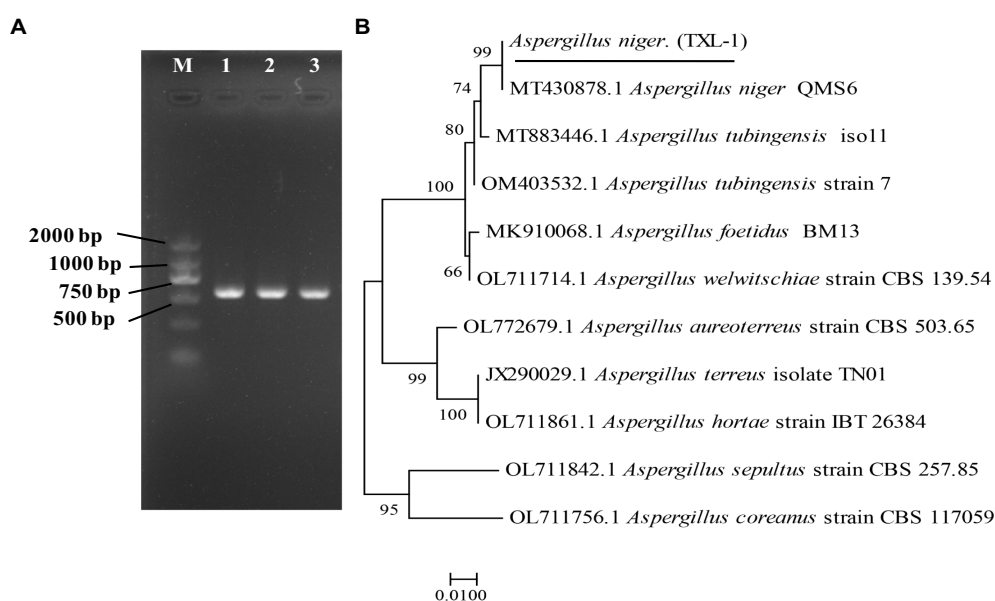 A
M 1 2 3
2000 bp
1000 bp
750 bp
500 bp
B
Aspergillus niger. (TXL-1)
MT430878.1 Aspergillus niger QMS6
MT883446.1 Aspergillus tubingensis iso11
OM403532.1 Aspergillus tubingensis strain 7
MK910068.1 Aspergillus foetidus BM13
OL711714.1 Aspergillus welwitschiae strain CBS 139.54
OL772679.1 Aspergillus aureoterreus strain CBS 503.65
JX290029.1 Aspergillus terreus isolate TN01
OL711861.1 Aspergillus hortae strain IBT 26384
OL711842.1 Aspergillus sepultus strain CBS 257.85
OL711756.1 Aspergillus coreanus strain CBS 117059
99
74
80
100
66
99
100
95
0.0100